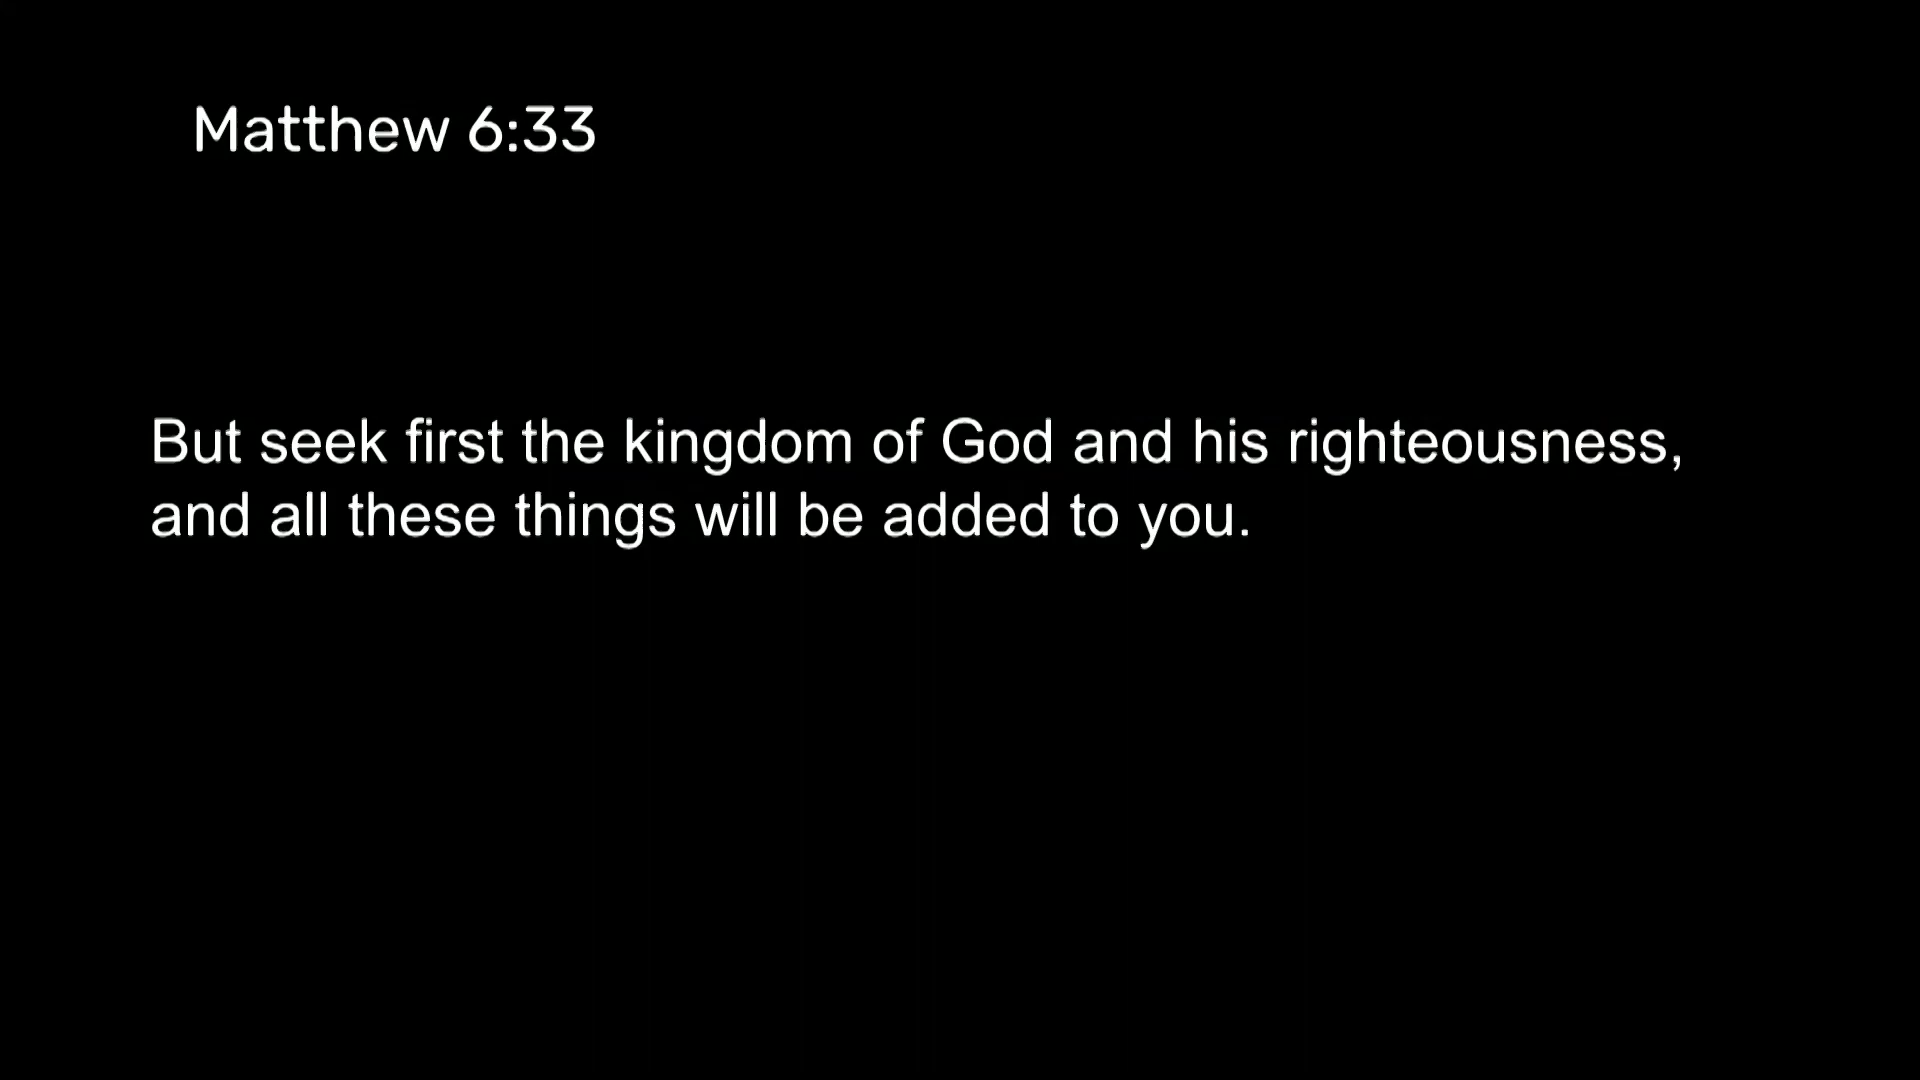 Matthew 6:33
But seek first the kingdom of God and his righteousness,
and all these things will be added to you.